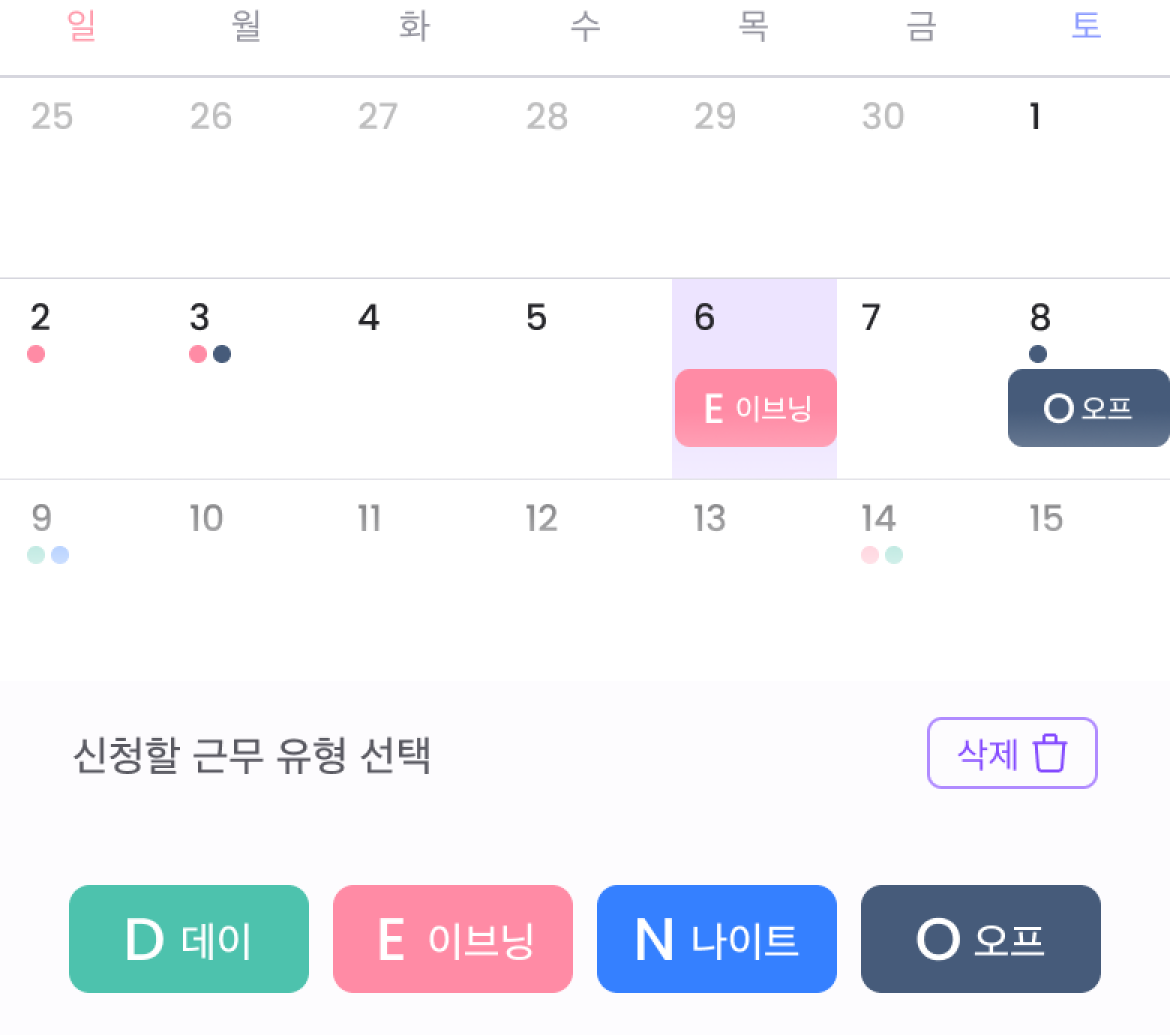 일 월 화 수 목 금 토
25 26 27 28 29 30 1
2 3 4 5 6 7 8
E 이브닝 O 오프
9 10 11 12 13 14 15
신청할 근무 유형 선택 삭제
D 데이 E 이브닝 N 나이트 O 오프